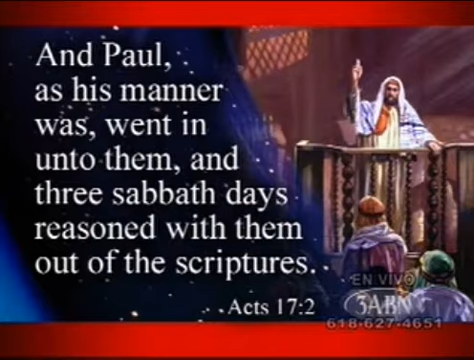 And Paul,
as his manner
was, went in
unto them, and
three sabbath days
reasoned with them
out of the scriptures.
Acts 17:2
EN VIVO
3ABN
618-627-4651